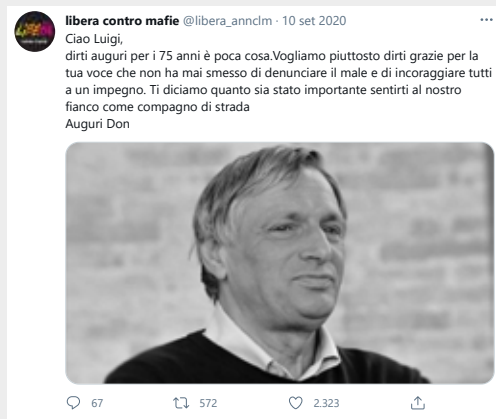 libera contro mafie @libera_annclm · 10 set 2020
Ciao Luigi,
dirti auguri per i 75 anni è poca cosa.Vogliamo piuttosto dirti grazie per la
tua voce che non ha mai smesso di denunciare il male e di incoraggiare tutti
a un impegno. Ti diciamo quanto sia stato importante sentirti al nostro
fianco come compagno di strada
Auguri Don
67 572 2.323